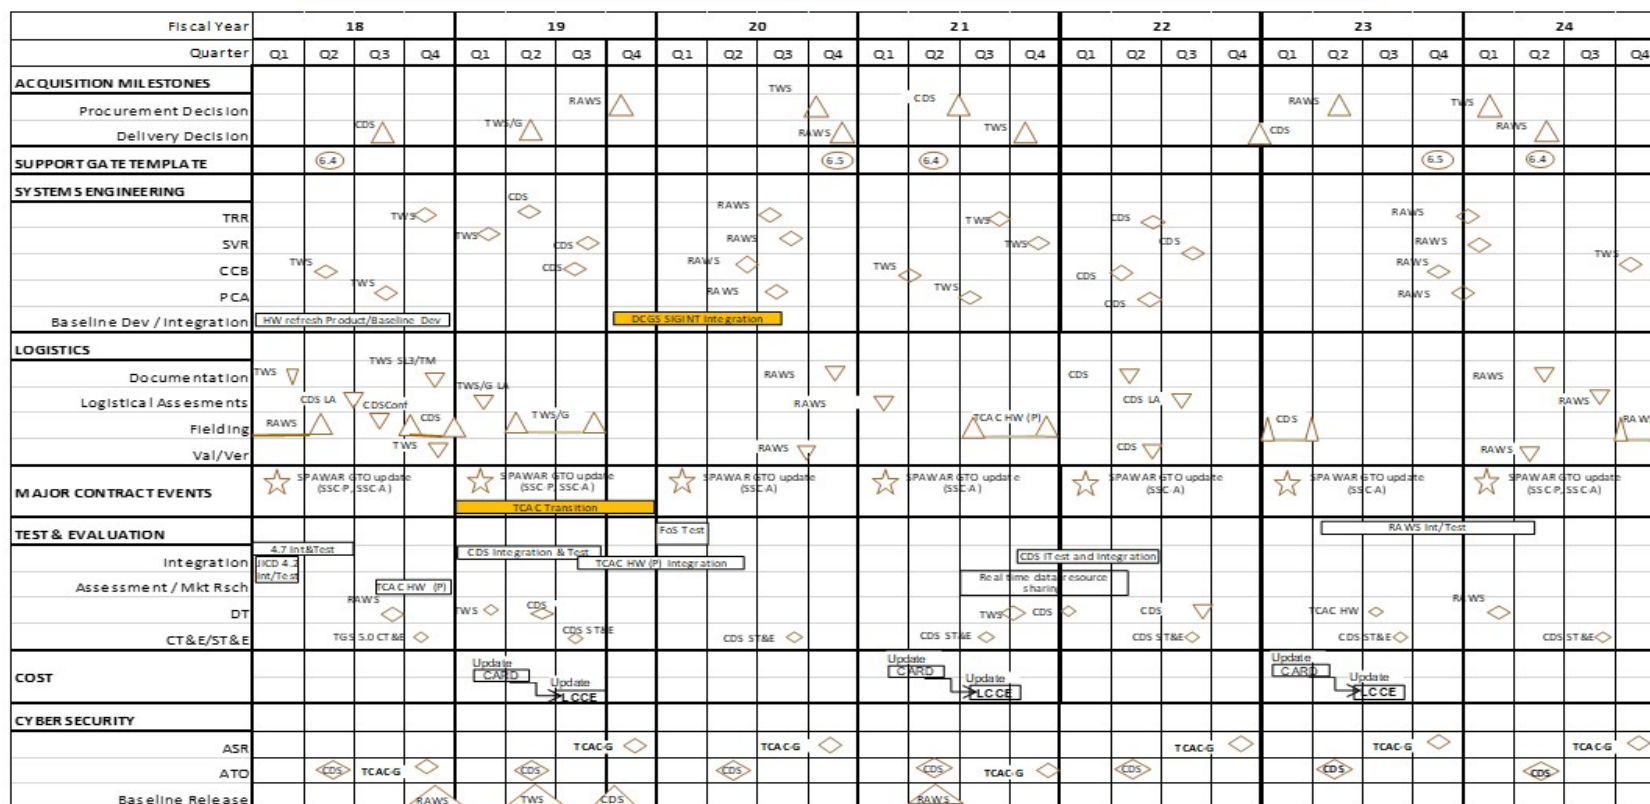 Fiscal Year 18 19 20 21 22 23 24
Quarter Q1 Q2 Q3 Q4 Q1 Q2 Q3 Q4 Q1 Q2 Q3 Q4 Q1 Q2 Q3 Q4 Q1 Q2 Q3 Q4 Q1 Q2 Q3 Q4 Q1 Q2 Q3 Q4
ACQUISITION MILESTONES
TWS
Procurement Decision RAWS CDS RAWS TWS
Delivery Decision CDS TWS/G RAWS TWS CDS RAWS
SUPPORT GATE TEMPLATE 6.4 6.5 6.4 6.5 6.4
SYSTEMS ENGINEERING
TRR TWS CDS RAWS TWS CDS RAWS
SVR TWS CDS RAWS TWS CDS RAWS
CCB TWS CDS RAWS TWS CDS RAWS TWS
PCA TWS RAWS TWS CDS RAWS
Baseline Dev / Integration HW refresh Product/Baseline Dev DCGS SIGINT Integration
LOGISTICS
TWS SL3/TM
Documentation TWS RAWS CDS RAWS
Logistical Assesments CDS LA CDSConf TWS/G LA RAWS CDS LA RAWS
Fielding RAWS CDS TWS/G TCAC HW (P) CDS RAW
Val/Ver TWS RAWS CDS RAWS
MAJOR CONTRACT EVENTS
SPAWAR GTO update SPAWAR GTO update SPAWAR GTO update SPAWAR GTO update SPAWAR GTO update SPAWAR GTO update SPAWAR GTO update
(SSC-P, SSC-A) (SSC-P, SSC-A) (SSC-A) (SSC-A) (SSC-A) (SSC-A) (SSC-P, SSC-A)
TCAC Transition
TEST & EVALUATION FoS Test RAWS Int/Test
4.7 Int&Test CDS Integration & Test
Integration JICD 4.2 TCAC HW (P) Integration CDS ITest and Integration
Int/Test Real time data resource
Assessment / Mkt Rsch TCAC HW (P) sharing
DT RAWS TWS CDS TWS CDS CDS TCAC HW RAWS
CT&E/ST&E TGS 5.0 CT&E CDS ST&E CDS ST&E CDS ST&E CDS ST&E CDS ST&E CDS ST&E
COST
Update Update Update
CARD CARD CARD
Update Update Update
LCCE LCCE LCCE
CYBER SECURITY
ASR TCAC-G TCAC-G TCAC-G TCAC-G TCAC-G
ATO CDS TCAC-G CDS CDS CDS TCAC-G CDS CDS CDS
Baseline Release RAWS TWS CDS RAWS